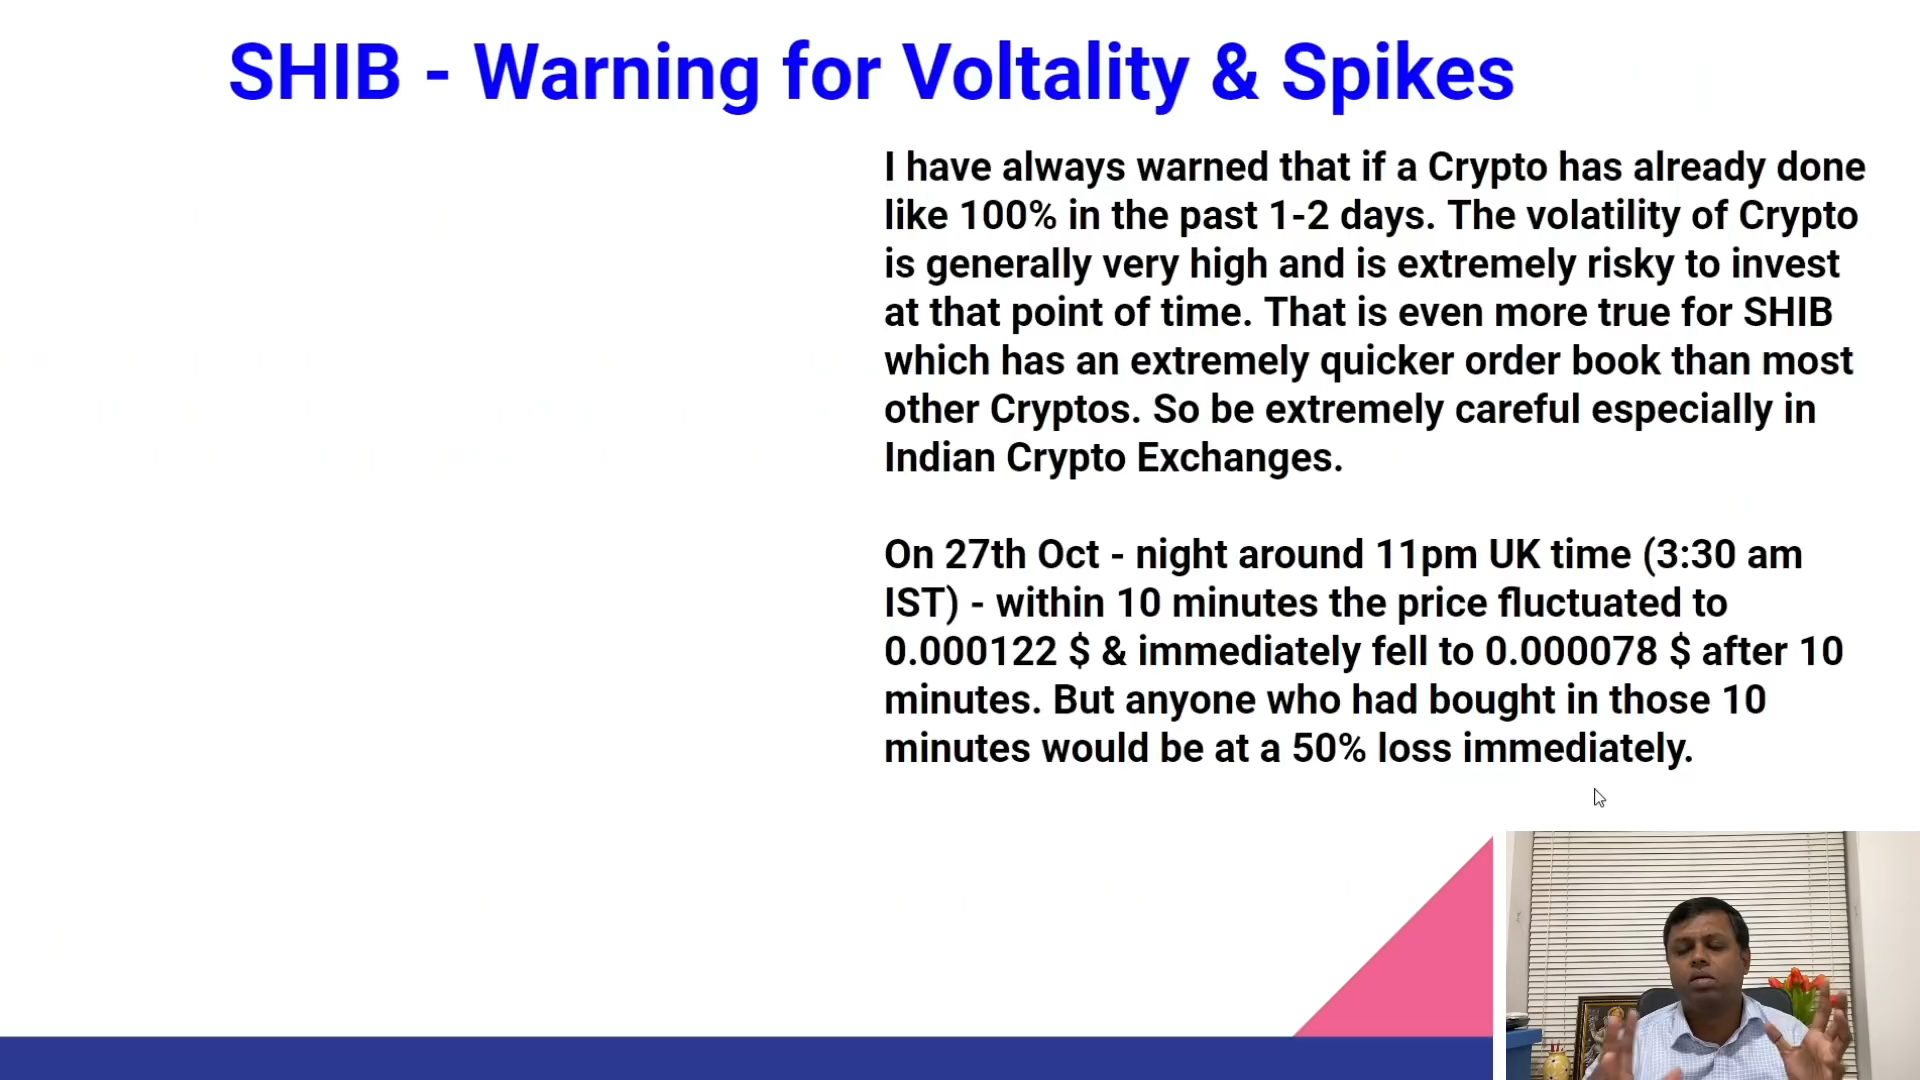 SHIB - Warning for Voltality & Spikes
I have always warned that if a Crypto has already done
like 100% in the past 1-2 days. The volatility of Crypto
is generally very high and is extremely risky to invest
at that point of time. That is even more true for SHIB
which has an extremely quicker order book than most
other Cryptos. So be extremely careful especially in
Indian Crypto Exchanges.
On 27th Oct - night around 11pm UK time (3:30 am
IST) - within 10 minutes the price fluctuated to
0.000122 $ & immediately fell to 0.000078 $ after 10
minutes. But anyone who had bought in those 10
minutes would be at a 50% loss immediately.